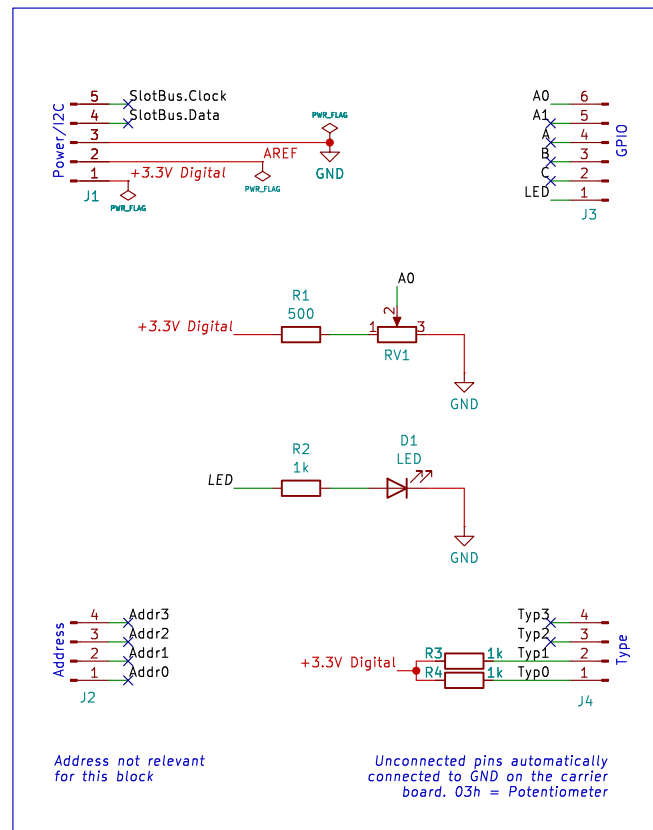 Power/I2C
5 SlotBus.Clock
4 SlotBus.Data
3
2 AREF
1 +3.3V Digital
J1
PWR_FLAG
GND
PWR_FLAG
PWR_FLAG
A0 6
A1 5
A 4
B 3
C 2
LED 1
GPIO
J3
A0
R1
500
+3.3V Digital
1 2 3
RV1
GND
D1
LED
R2
1k
LED
GND
Address
4 Addr3
3 Addr2
2 Addr1
1 Addr0
J2
Typ3 4
Typ2 3
R3 1k Typ1 2
+3.3V Digital
R4 1k Typ0 1
Type
J4
Address not relevant
for this block
Unconnected pins automatically
connected to GND on the carrier
board. 03h = Potentiometer